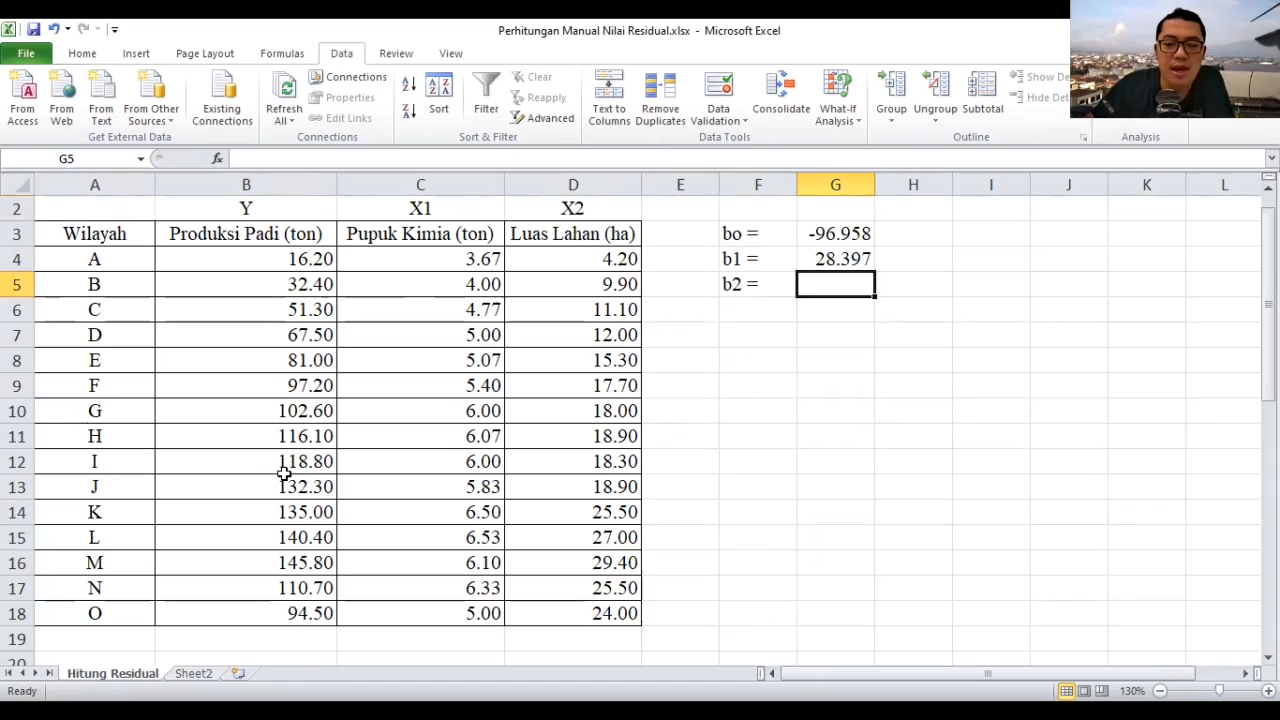 Perhitungan Manual Nilai Residual.xlsx - Microsoft Excel
File Home Insert Page Layout Formulas Data Review View
From Access From Web From Text From Other Sources Existing Connections Refresh All Connections Properties Edit Links Sort Filter Clear Reapply Advanced Text to Columns Remove Duplicates Data Validation Consolidate What-If Analysis Group Ungroup Subtotal Show De Hide Det
Get External Data Connections Sort & Filter Data Tools Outline Analysis
G5 fx
A B C D E F G H I J K L
2 Y X1 X2
3 Wilayah Produksi Padi (ton) Pupuk Kimia (ton) Luas Lahan (ha) bo = -96.958
4 A 16.20 3.67 4.20 b1 = 28.397
5 B 32.40 4.00 9.90 b2 =
6 C 51.30 4.77 11.10
7 D 67.50 5.00 12.00
8 E 81.00 5.07 15.30
9 F 97.20 5.40 17.70
10 G 102.60 6.00 18.00
11 H 116.10 6.07 18.90
12 I 118.80 6.00 18.30
13 J 132.30 5.83 18.90
14 K 135.00 6.50 25.50
15 L 140.40 6.53 27.00
16 M 145.80 6.10 29.40
17 N 110.70 6.33 25.50
18 O 94.50 5.00 24.00
19
20
Hitung Residual Sheet2
Ready 130%